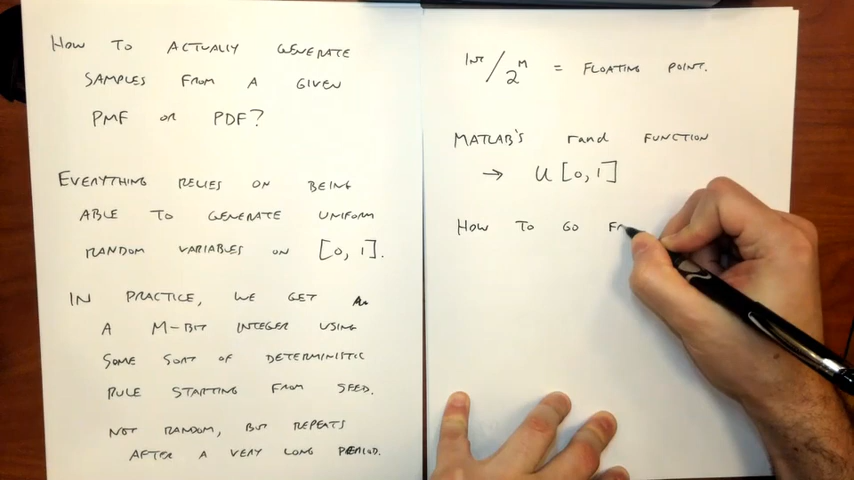 HOW TO ACTUALLY GENERATE
SAMPLES FROM A GIVEN
PMF OR PDF?
EVERYTHING RELIES ON BEING
ABLE TO GENERATE UNIFORM
RANDOM VARIABLES ON [0, 1].
IN PRACTICE, WE GET
A M-BIT INTEGER USING
SOME SORT OF DETERMINISTIC
RULE STARTING FROM SEED.
NOT RANDOM, BUT REPEATS
AFTER A VERY LONG PERIOD.
INT/2^M = FLOATING POINT.
MATLAB'S rand FUNCTION
→ U[0, 1]
HOW TO GO